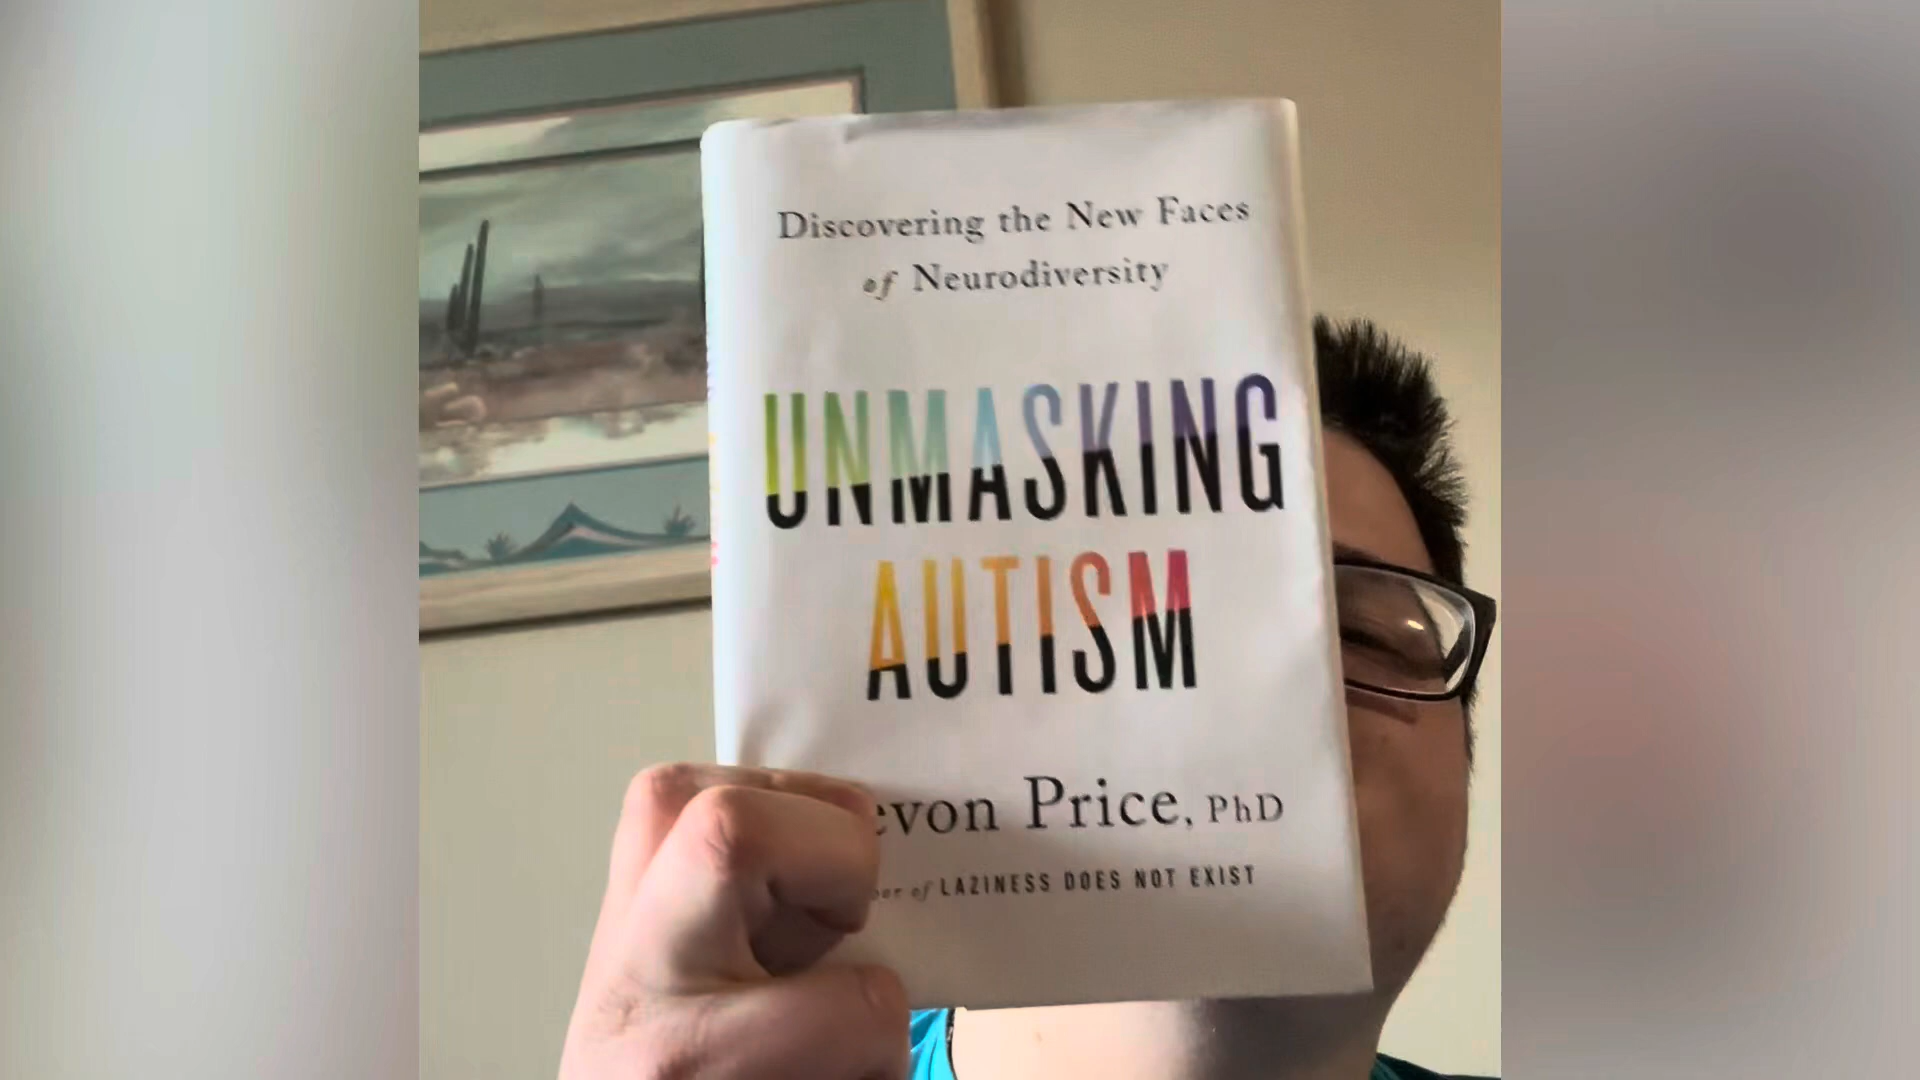 Discovering the New Faces
of Neurodiversity
UNMASKING
AUTISM
evon Price, PhD
of LAZINESS DOES NOT EXIST